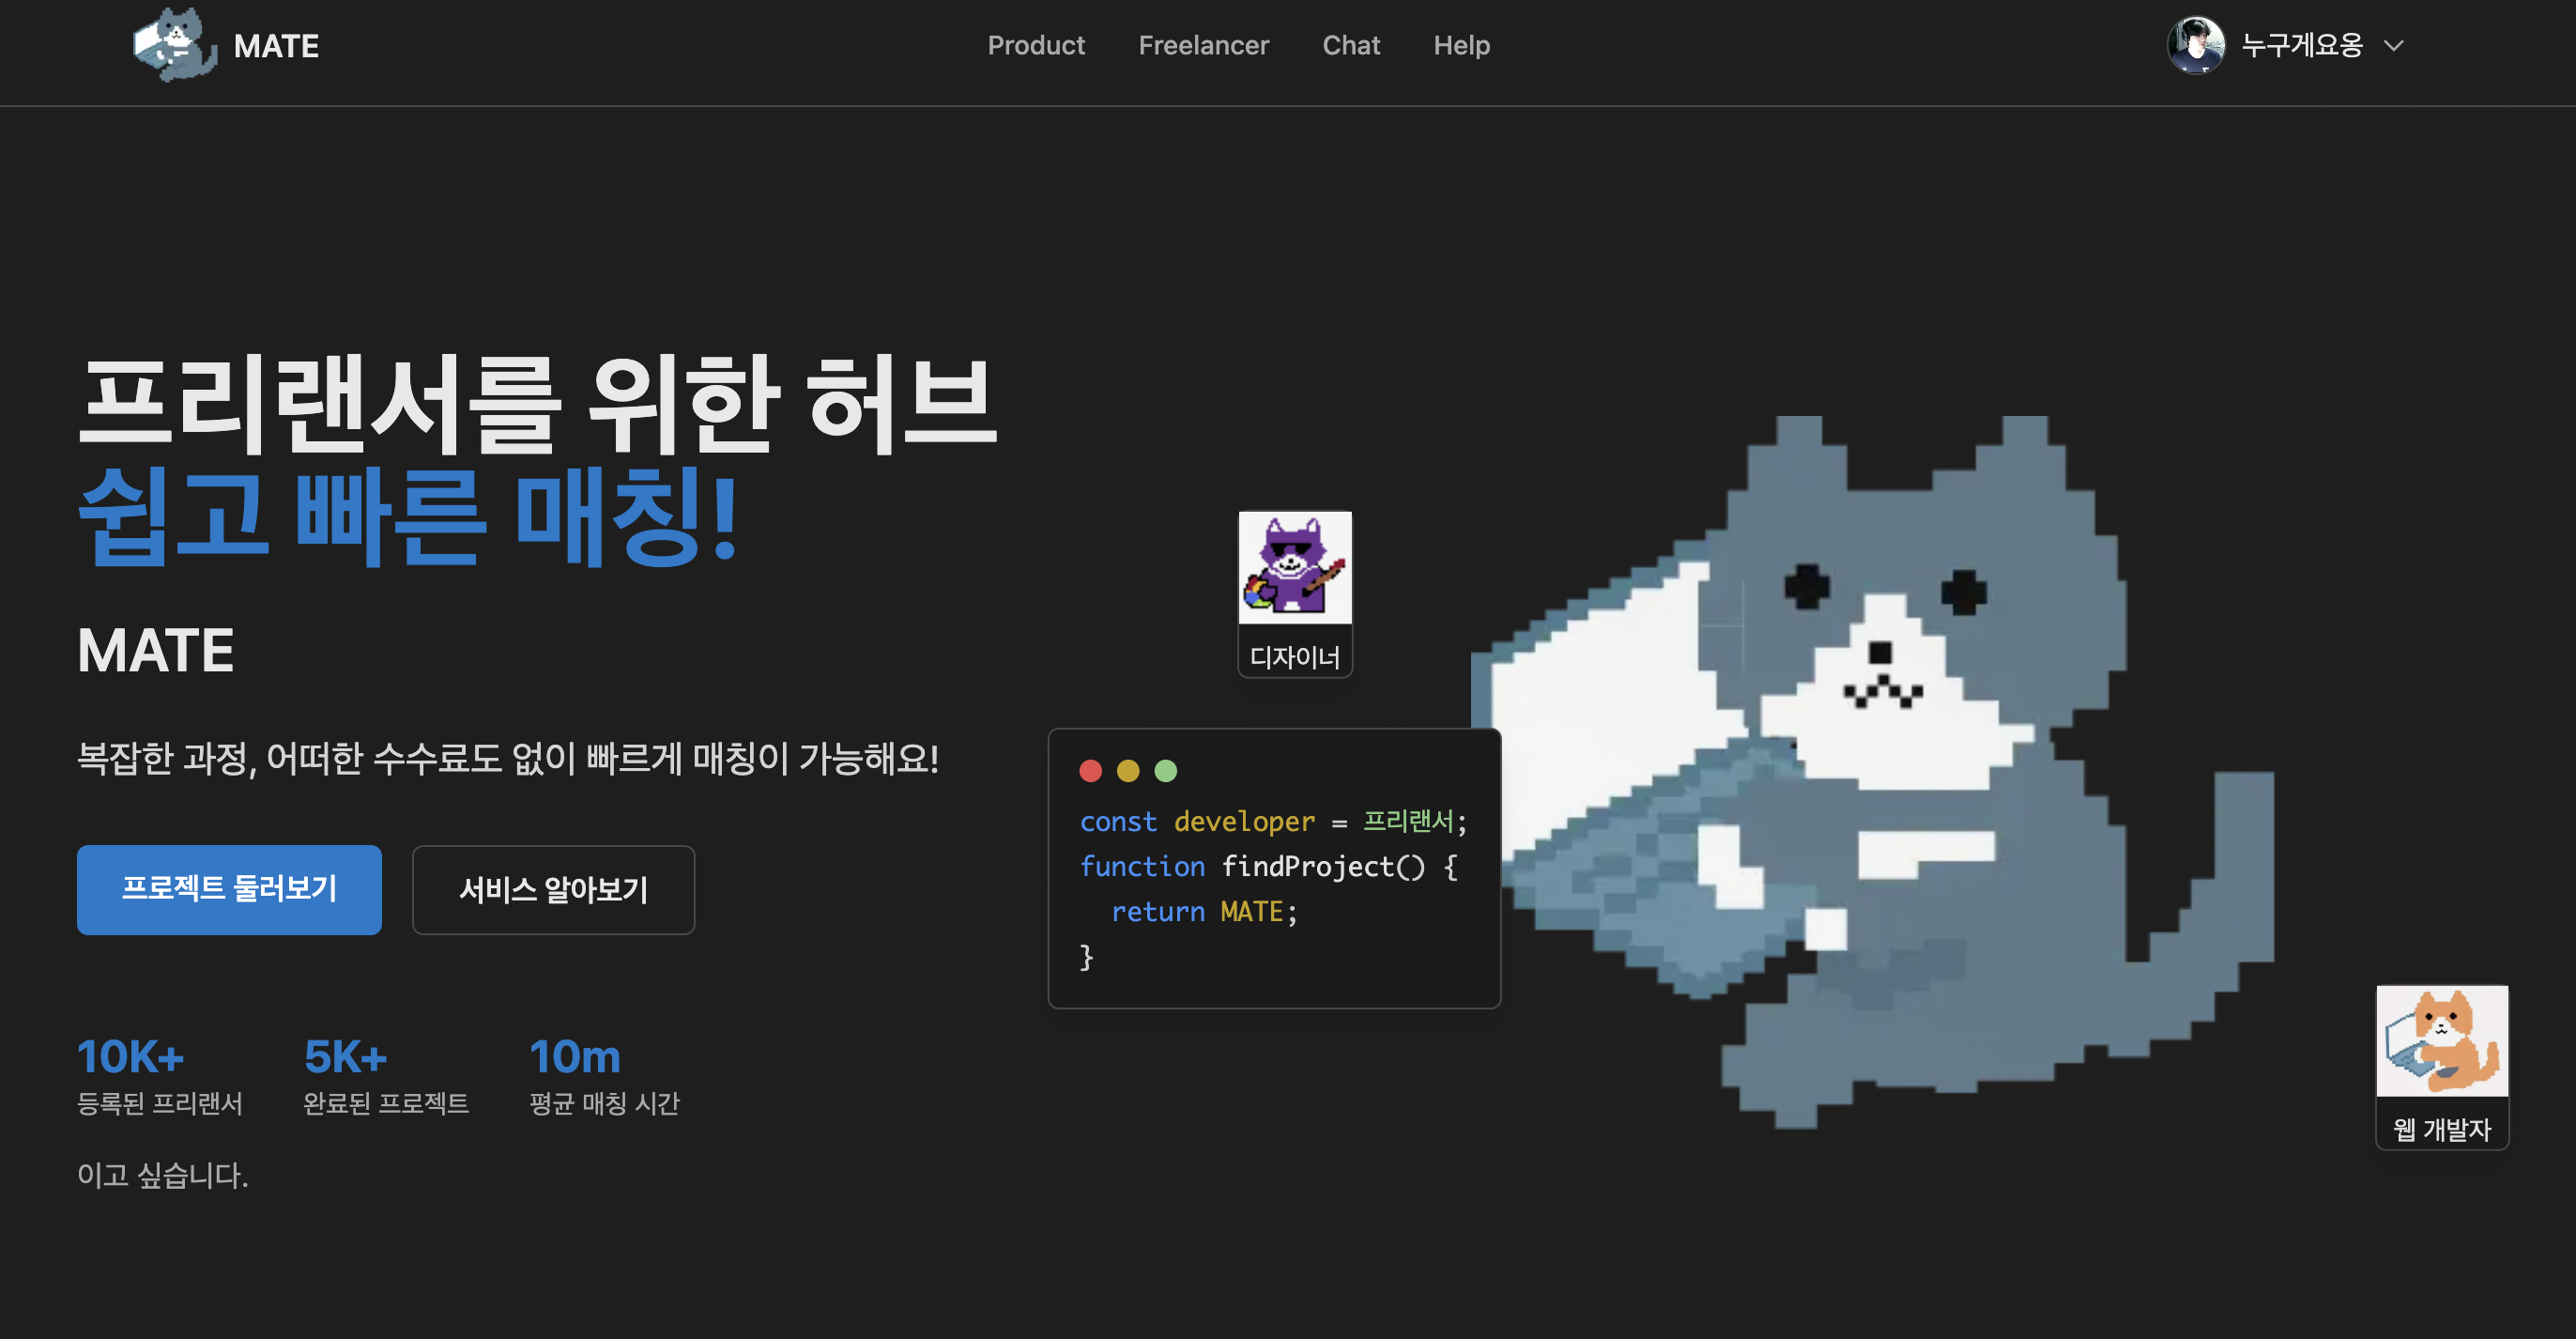 MATE
Product Freelancer Chat Help
누구게요옹
프리랜서를 위한 허브
쉽고 빠른 매칭!
MATE
복잡한 과정, 어떠한 수수료도 없이 빠르게 매칭이 가능해요!
프로젝트 둘러보기 서비스 알아보기
10K+ 5K+ 10m
등록된 프리랜서 완료된 프로젝트 평균 매칭 시간
이고 싶습니다.
디자이너
const developer = 프리랜서;
function findProject() {
return MATE;
}
웹 개발자